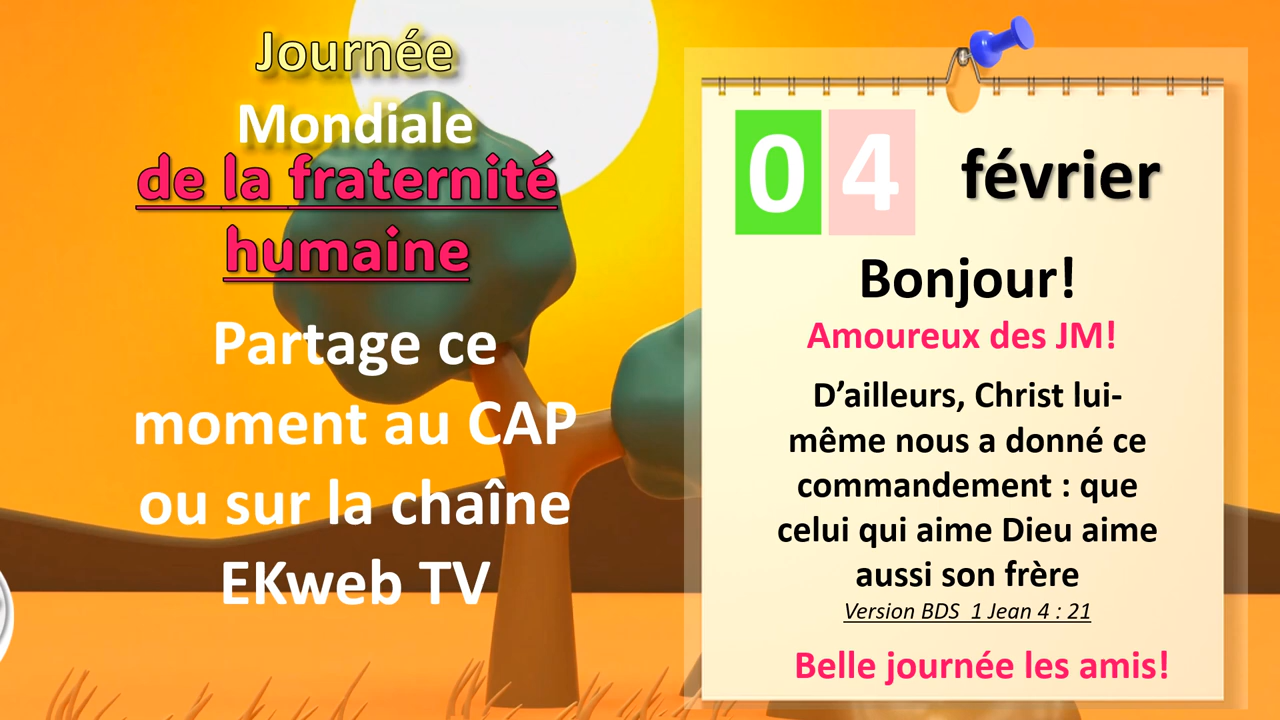 Journée
Mondiale
de la fraternité
humaine
Partage ce
moment au CAP
ou sur la chaîne
EKweb TV
04 février
Bonjour!
Amoureux des JM!
D’ailleurs, Christ lui-
même nous a donné ce
commandement : que
celui qui aime Dieu aime
aussi son frère
Version BDS 1 Jean 4 : 21
Belle journée les amis!